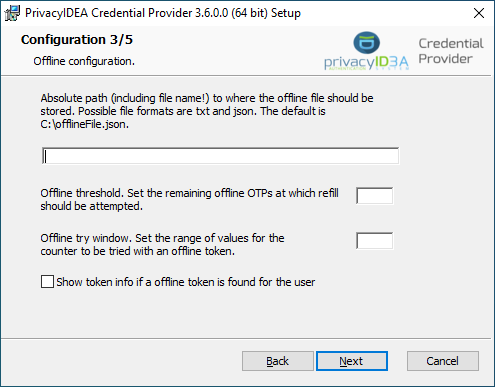 PrivacyIDEA Credential Provider 3.6.0.0 (64 bit) Setup
Configuration 3/5
Offline configuration.
privacyID3A
AUTHENTICATION SYSTEM
Credential
Provider
Absolute path (including file name!) to where the offline file should be
stored. Possible file formats are txt and json. The default is
C:\offlineFile.json.
Offline threshold. Set the remaining offline OTPs at which refill
should be attempted.
Offline try window. Set the range of values for the
counter to be tried with an offline token.
Show token info if a offline token is found for the user
Back
Next
Cancel